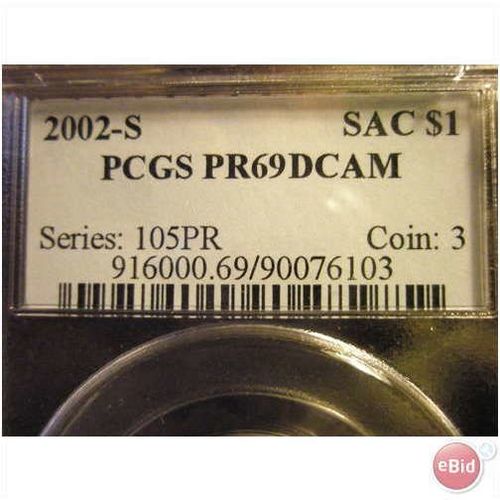 2002-S SAC $1
PCGS PR69DCAM
Series: 105PR Coin: 3
916000.69/90076103
eBid